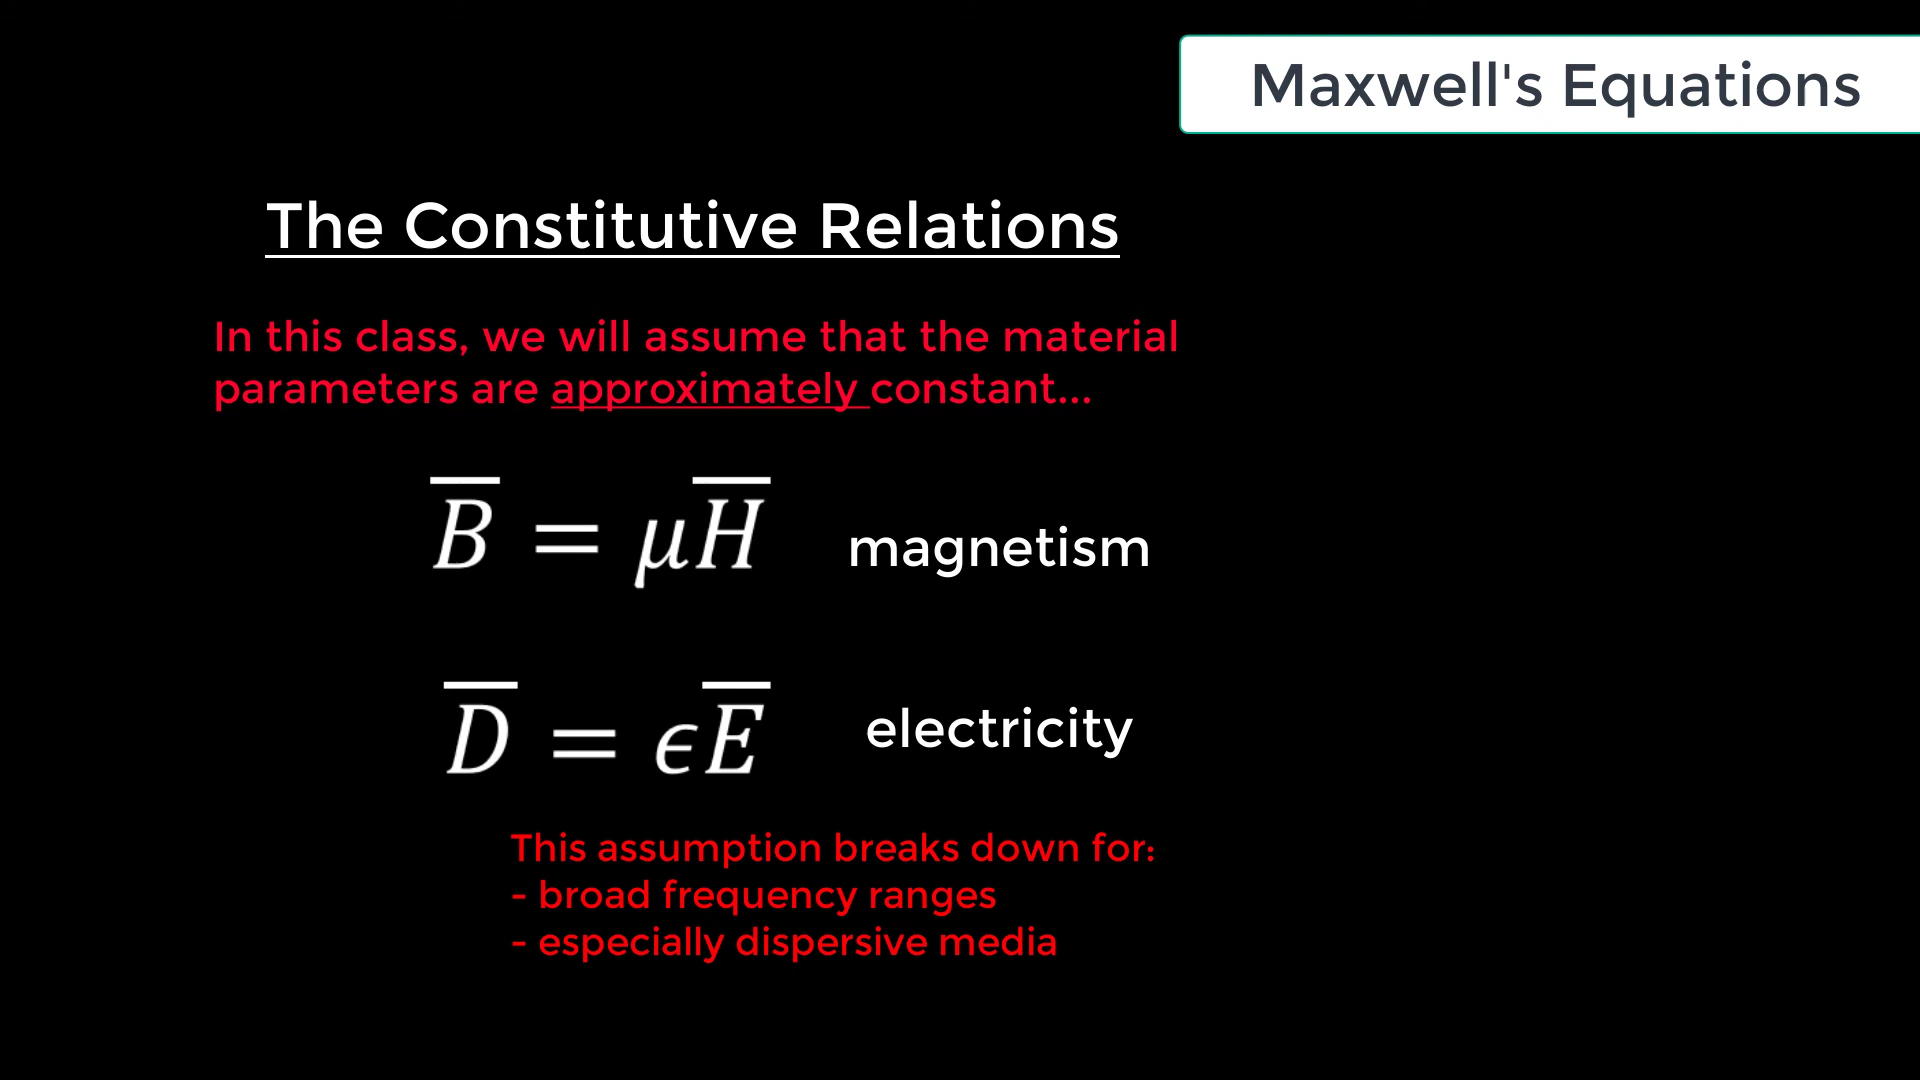 Maxwell's Equations
The Constitutive Relations
In this class, we will assume that the material
parameters are approximately constant...
B̅ = μH̅ magnetism
D̅ = ϵE̅ electricity
This assumption breaks down for:
- broad frequency ranges
- especially dispersive media